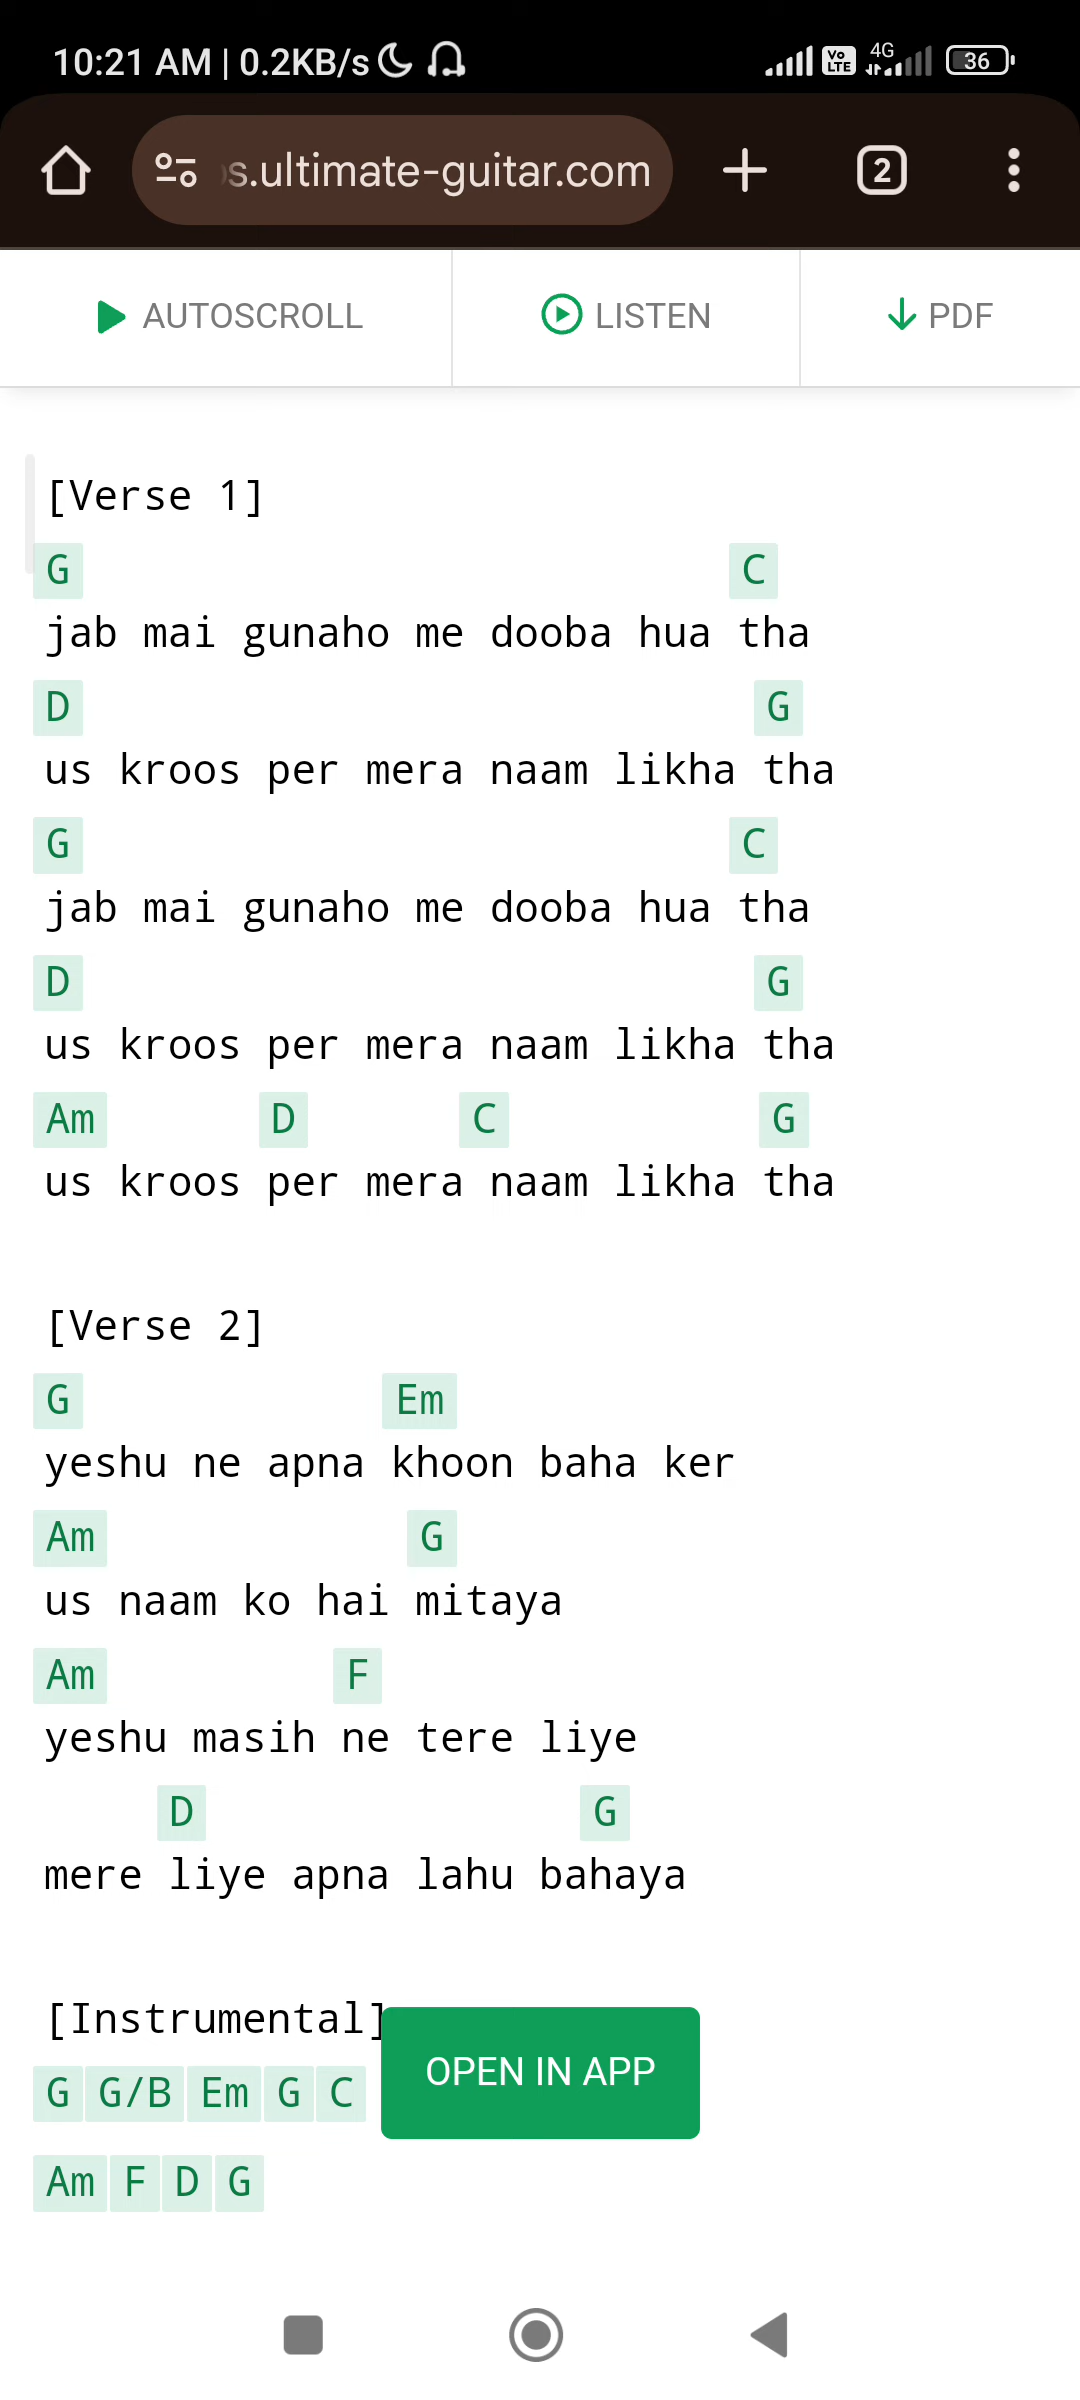 10:21 AM | 0.2KB/s Vo LTE 4G 36
s.ultimate-guitar.com 2
AUTOSCROLL LISTEN PDF
[Verse 1]
G C
jab mai gunaho me dooba hua tha
D G
us kroos per mera naam likha tha
G C
jab mai gunaho me dooba hua tha
D G
us kroos per mera naam likha tha
Am D C G
us kroos per mera naam likha tha
[Verse 2]
G Em
yeshu ne apna khoon baha ker
Am G
us naam ko hai mitaya
Am F
yeshu masih ne tere liye
D G
mere liye apna lahu bahaya
[Instrumental]
G G/B Em G C
OPEN IN APP
Am F D G